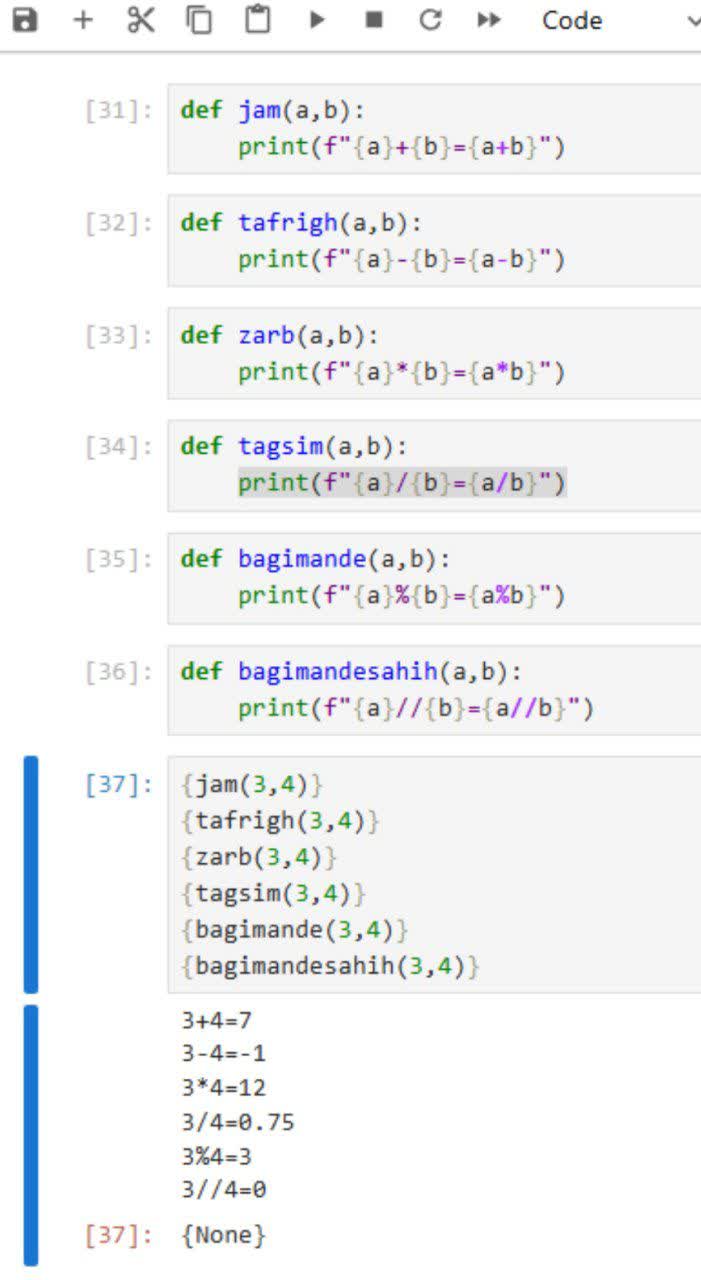 Code
[31]: def jam(a,b):
    print(f"{a}+{b}={a+b}")
[32]: def tafrigh(a,b):
    print(f"{a}-{b}={a-b}")
[33]: def zarb(a,b):
    print(f"{a}*{b}={a*b}")
[34]: def tagsim(a,b):
    print(f"{a}/{b}={a/b}")
[35]: def bagimande(a,b):
    print(f"{a}%{b}={a%b}")
[36]: def bagimandesahih(a,b):
    print(f"{a}//{b}={a//b}")
[37]: {jam(3,4)}
{tafrigh(3,4)}
{zarb(3,4)}
{tagsim(3,4)}
{bagimande(3,4)}
{bagimandesahih(3,4)}
3+4=7
3-4=-1
3*4=12
3/4=0.75
3%4=3
3//4=0
[37]: {None}